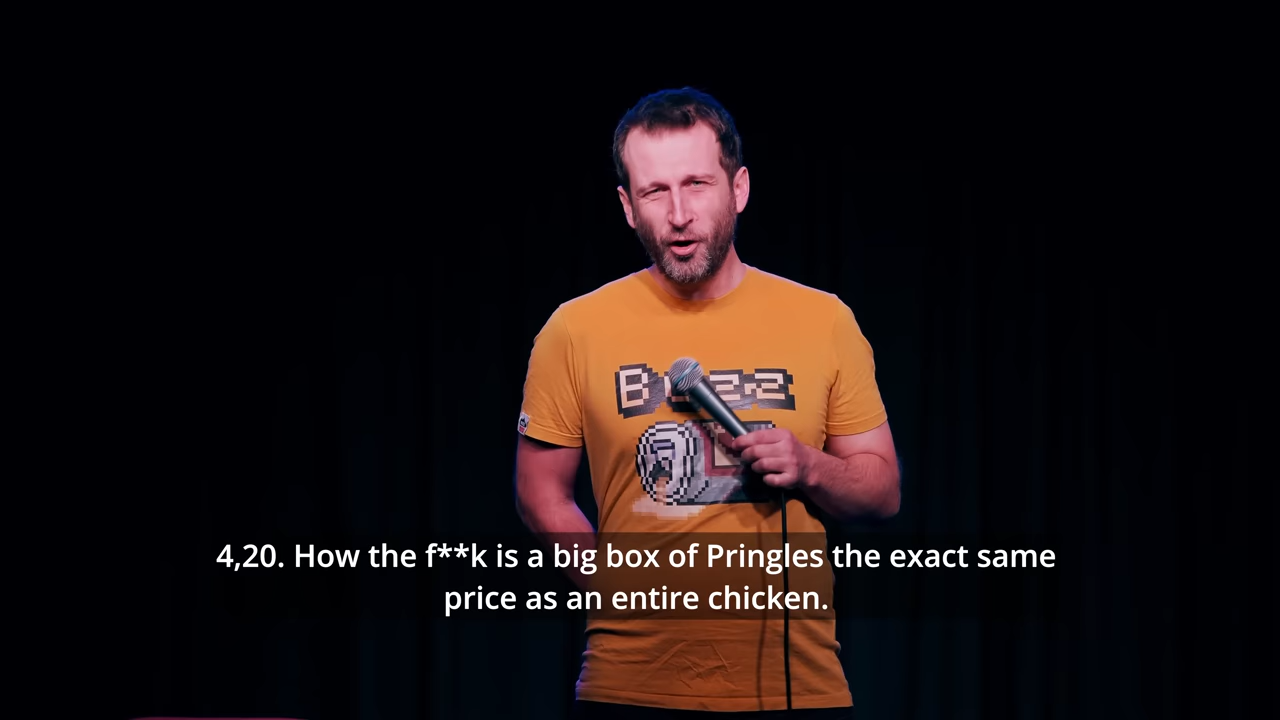 4,20. How the f**k is a big box of Pringles the exact same
price as an entire chicken.